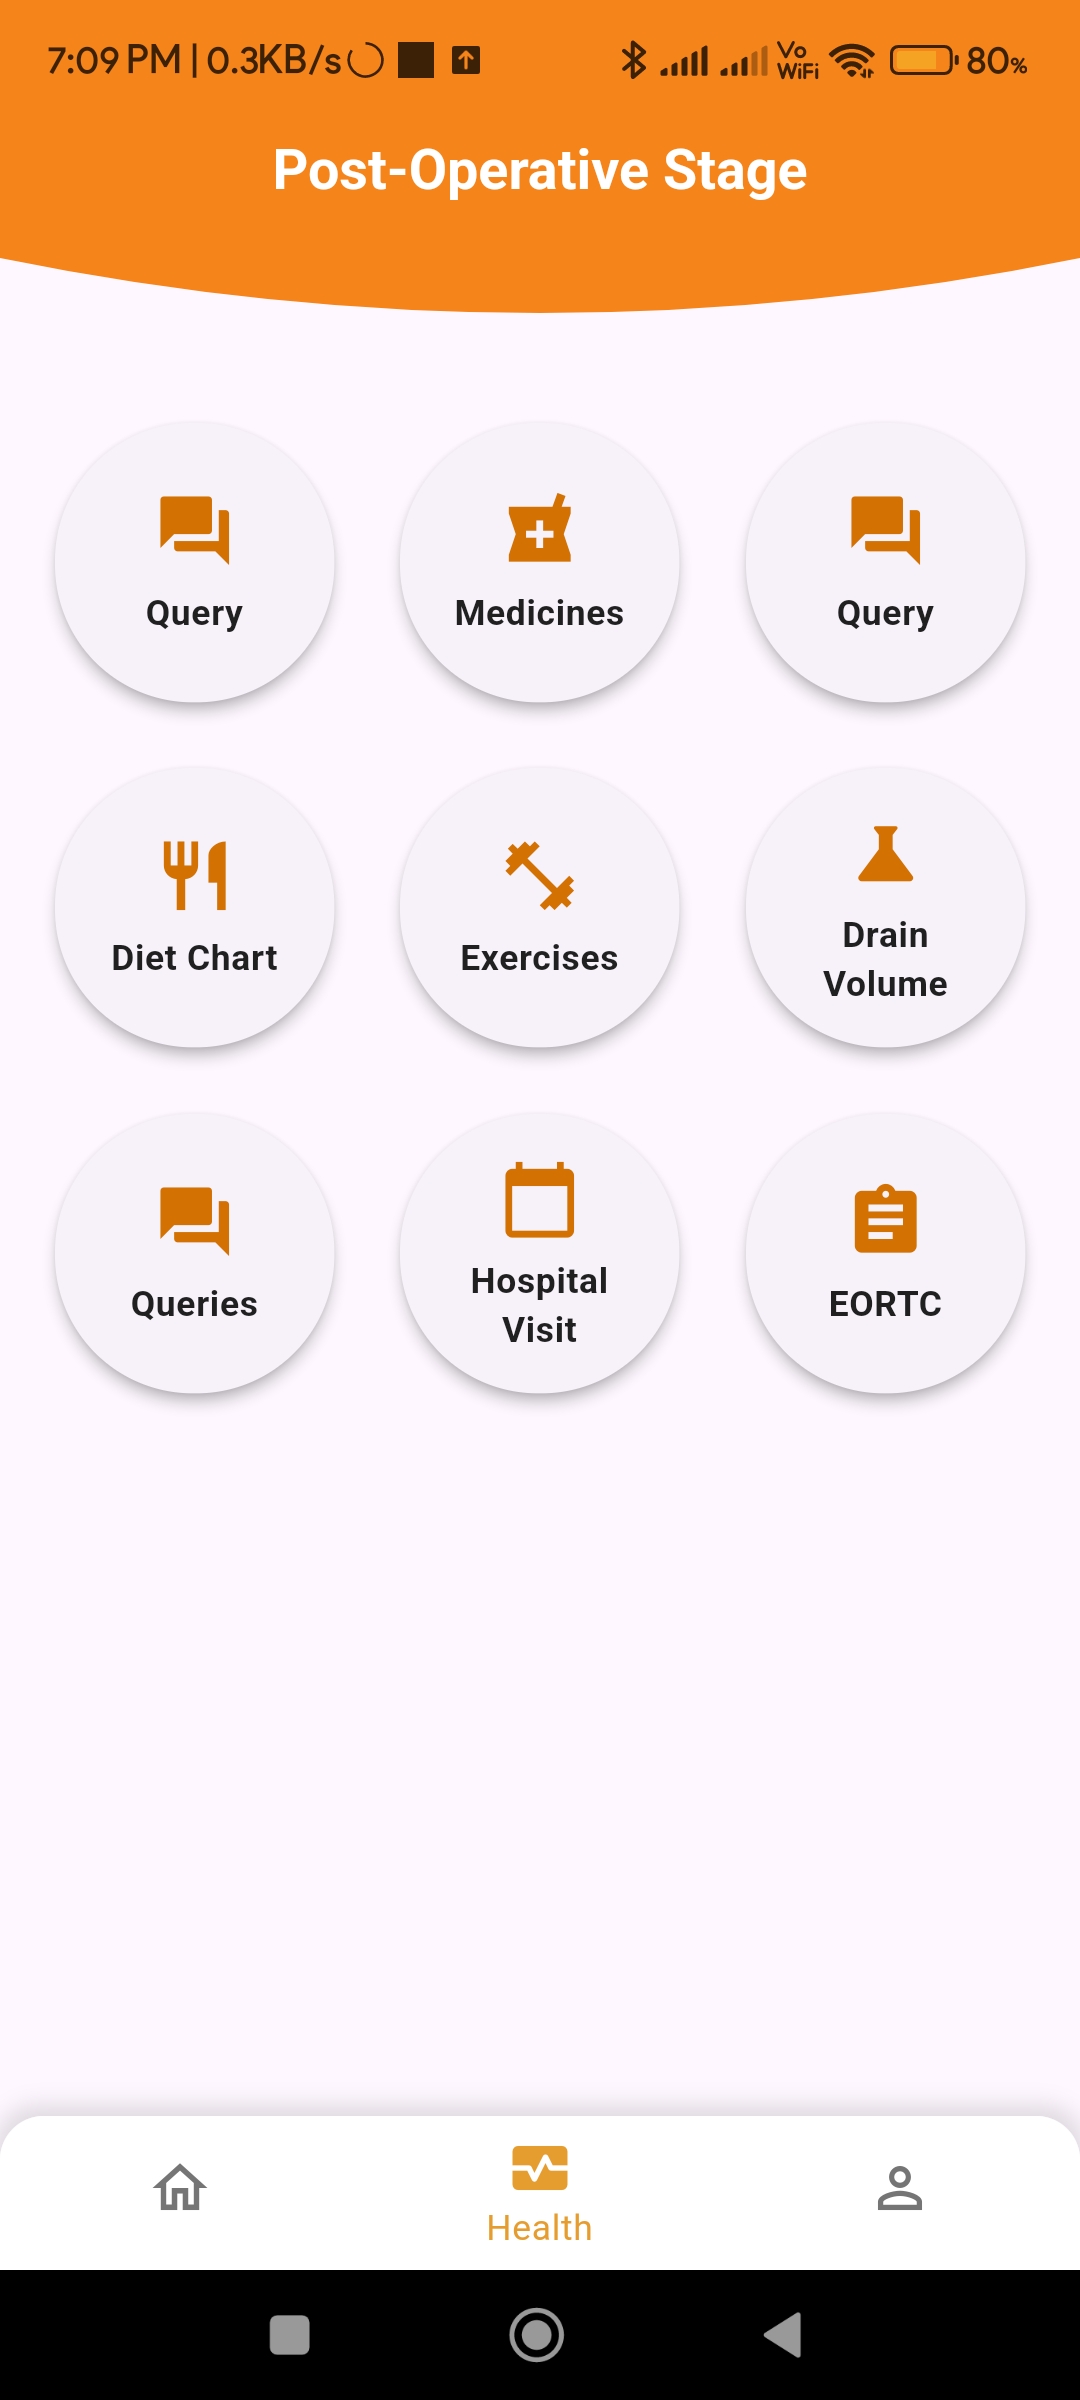 7:09 PM | 0.3KB/s Vo WiFi 80%
Post-Operative Stage
Query Medicines Query
Diet Chart Exercises Drain Volume
Queries Hospital Visit EORTC
Health